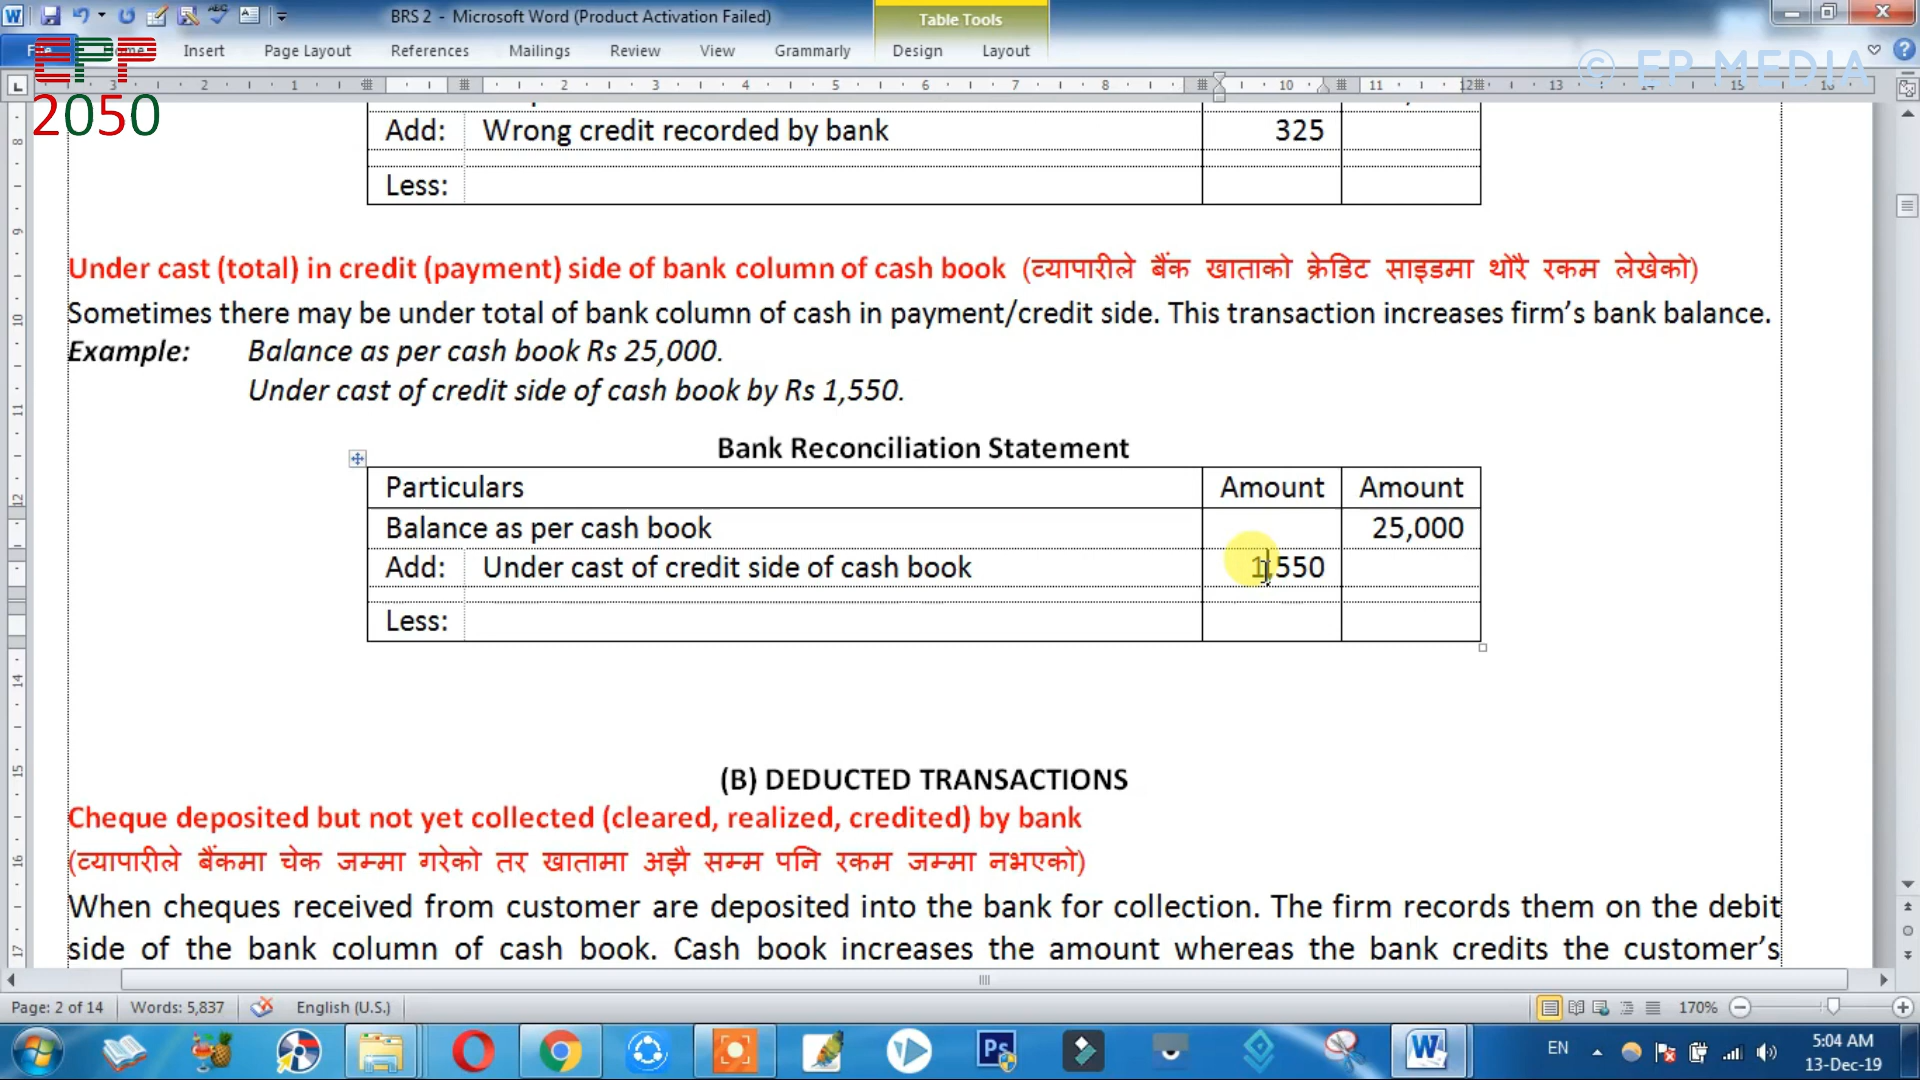 BRS 2 - Microsoft Word (Product Activation Failed)
Table Tools
File Home Insert Page Layout References Mailings Review View Grammarly Design Layout
© EP MEDIA
EPP
2050
Add: Wrong credit recorded by bank 325
Less:
Under cast (total) in credit (payment) side of bank column of cash book (व्यापारीले बैंक खाताको क्रेडिट साइडमा थोरै रकम लेखेको)
Sometimes there may be under total of bank column of cash in payment/credit side. This transaction increases firm’s bank balance.
Example: Balance as per cash book Rs 25,000.
Under cast of credit side of cash book by Rs 1,550.
Bank Reconciliation Statement
Particulars Amount Amount
Balance as per cash book 25,000
Add: Under cast of credit side of cash book 1,550
Less:
(B) DEDUCTED TRANSACTIONS
Cheque deposited but not yet collected (cleared, realized, credited) by bank
(व्यापारीले बैंकमा चेक जम्मा गरेको तर खातामा अझै सम्म पनि रकम जम्मा नभएको)
When cheques received from customer are deposited into the bank for collection. The firm records them on the debit
side of the bank column of cash book. Cash book increases the amount whereas the bank credits the customer’s
Page: 2 of 14 Words: 5,837 English (U.S.) 170%
EN 5:04 AM
13-Dec-19